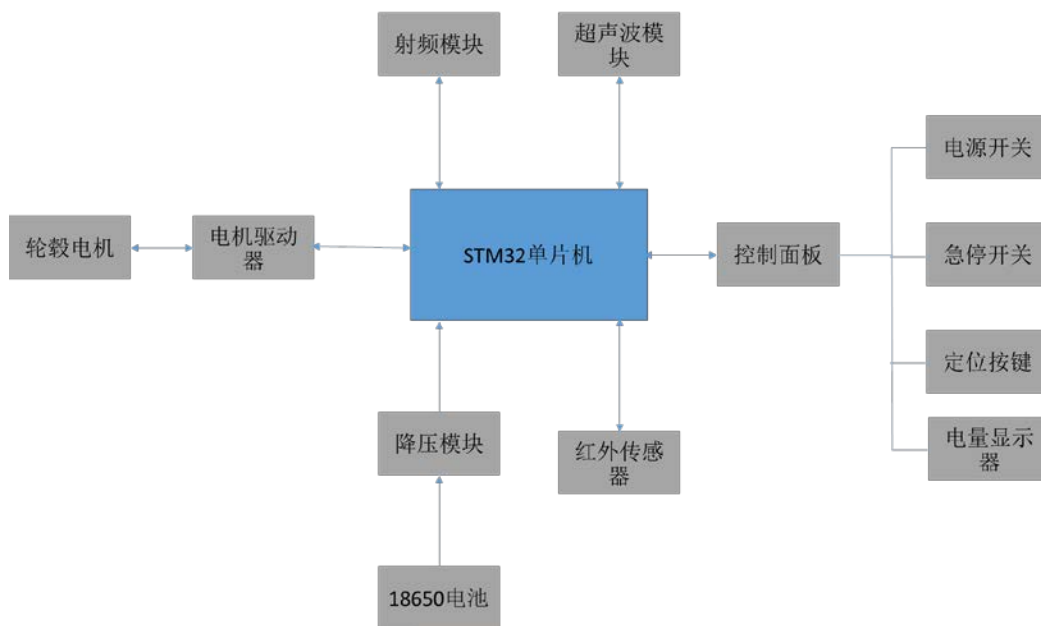 射频模块
超声波模
块
电源开关
轮毂电机
电机驱动
器
STM32单片机
控制面板
急停开关
定位按键
降压模块
红外传感
器
电量显示
器
18650电池